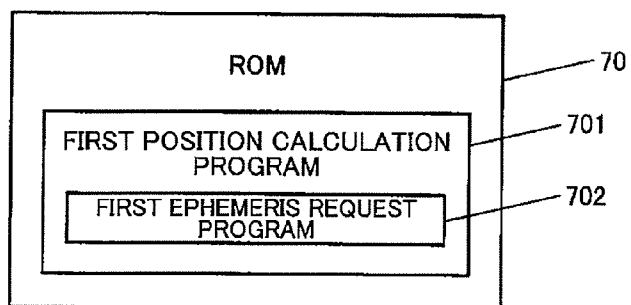 ROM
70
FIRST POSITION CALCULATION
PROGRAM
701
FIRST EPHEMERIS REQUEST
PROGRAM
702